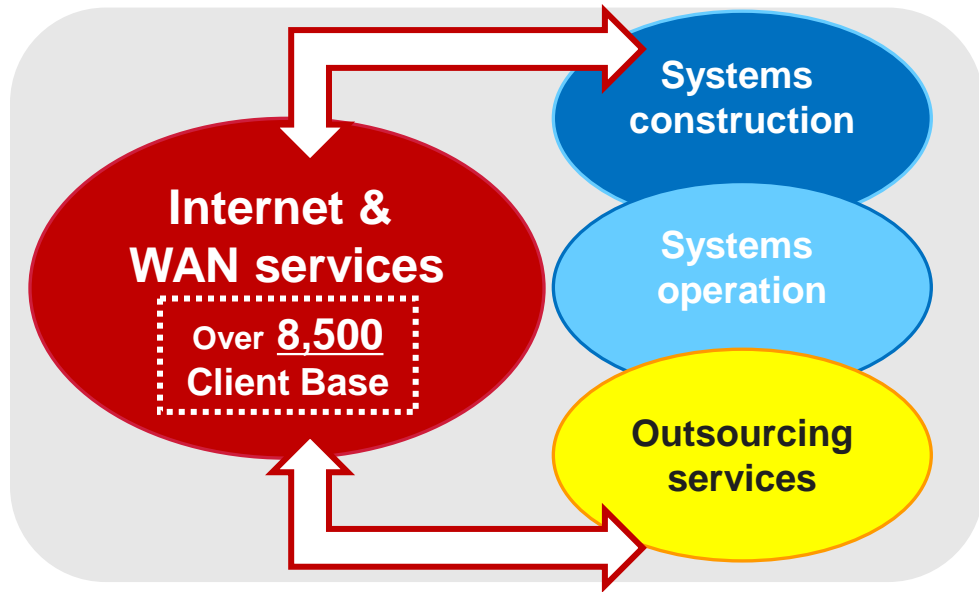 Internet &
WAN services
Over 8,500
Client Base
Systems
construction
Systems
operation
Outsourcing
services